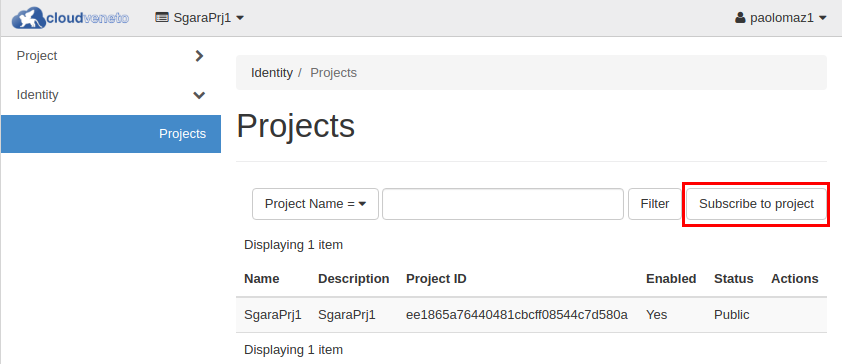 cloudveneto SgaraPrj1 paolomaz1
Project
Identity
Projects
Identity / Projects
Projects
Project Name = Filter Subscribe to project
Displaying 1 item
Name Description Project ID Enabled Status Actions
SgaraPrj1 SgaraPrj1 ee1865a76440481cbcff08544c7d580a Yes Public
Displaying 1 item